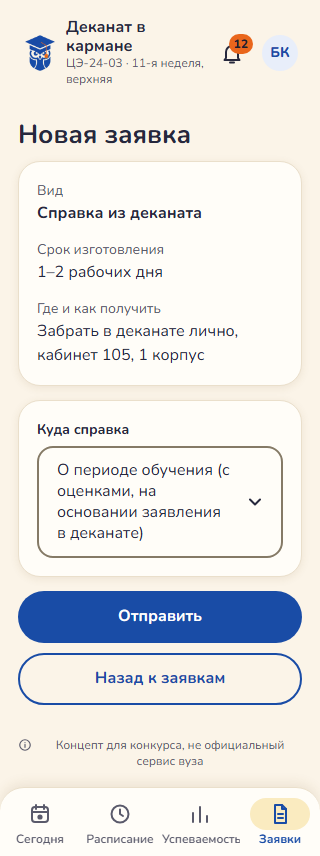 Деканат в
кармане
ЦЭ-24-03 · 11-я неделя,
верхняя
12
БК
Новая заявка
Вид
Справка из деканата
Срок изготовления
1–2 рабочих дня
Где и как получить
Забрать в деканате лично,
кабинет 105, 1 корпус
Куда справка
О периоде обучения (с
оценками, на
основании заявления
в деканате)
Отправить
Назад к заявкам
Концепт для конкурса, не официальный
сервис вуза
Сегодня
Расписание
Успеваемость
Заявки